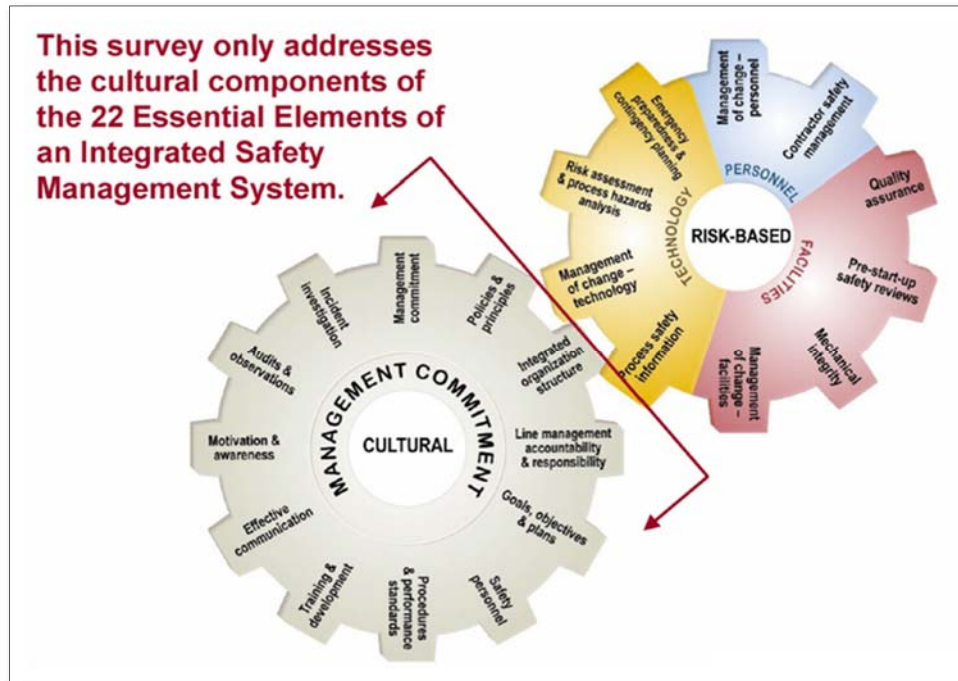 This survey only addresses
the cultural components of
the 22 Essential Elements of
an Integrated Safety
Management System.
Management
commitment
Policies &
principles
Integrated
organization
structure
Line management
accountability
& responsibility
Goals, objectives
& plans
Safety
personnel
Procedures
& performance
standards
Training &
development
Effective
communication
Motivation &
awareness
Audits &
observations
Incident
investigation
MANAGEMENT COMMITMENT
CULTURAL
Management
of change –
personnel
Contractor safety
management
PERSONNEL
Quality
assurance
Pre-start-up
safety reviews
Mechanical
integrity
Management
of change –
facilities
FACILITIES
Process safety
information
Management
of change –
technology
Risk assessment
& process hazards
analysis
Emergency
preparedness &
contingency planning
TECHNOLOGY
RISK-BASED